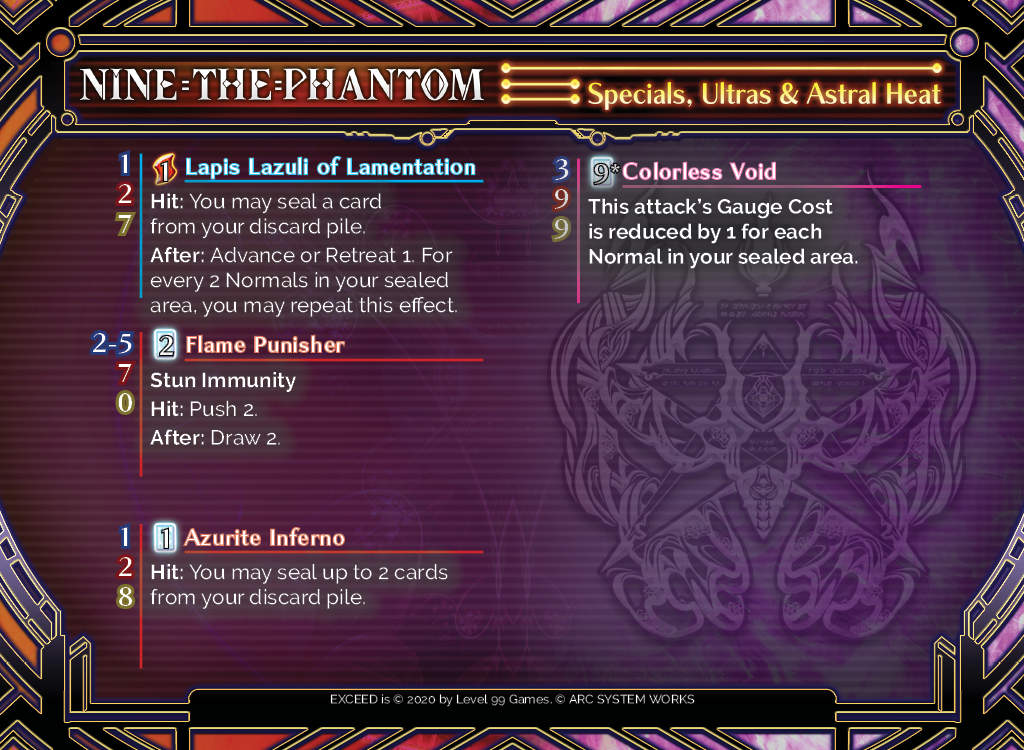 NINE=THE=PHANTOM
Specials, Ultras & Astral Heat
1
2
7
1 Lapis Lazuli of Lamentation
Hit: You may seal a card
from your discard pile.
After: Advance or Retreat 1. For
every 2 Normals in your sealed
area, you may repeat this effect.
2-5
7
0
2 Flame Punisher
Stun Immunity
Hit: Push 2.
After: Draw 2.
1
2
8
1 Azurite Inferno
Hit: You may seal up to 2 cards
from your discard pile.
3
9
9
9* Colorless Void
This attack's Gauge Cost
is reduced by 1 for each
Normal in your sealed area.
EXCEED is © 2020 by Level 99 Games. © ARC SYSTEM WORKS